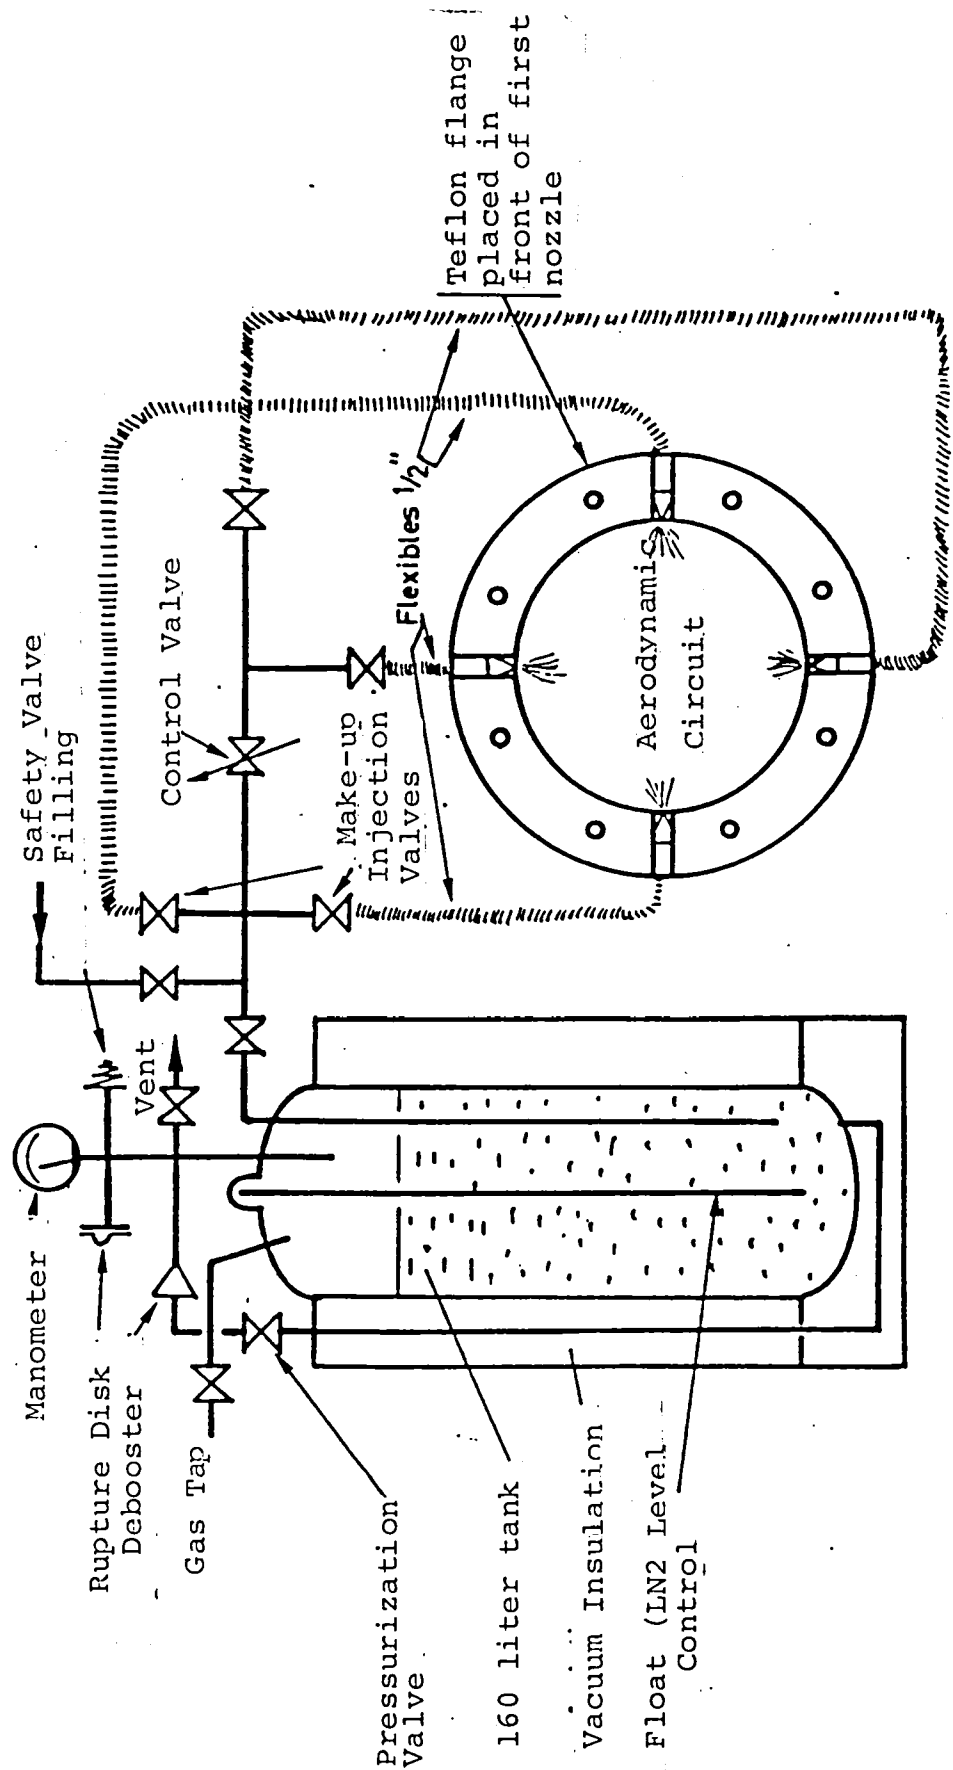 Manometer
Rupture Disk
Debooster
Gas Tap
Pressurization
Valve
160 liter tank
Vacuum Insulation
Float (LN2 Level
Control
Vent
Safety Valve
Filling
Control Valve
Make-up
Injection
Valves
Flexibles 1/2"
Aerodynamic
Circuit
Teflon flange
placed in
front of first
nozzle